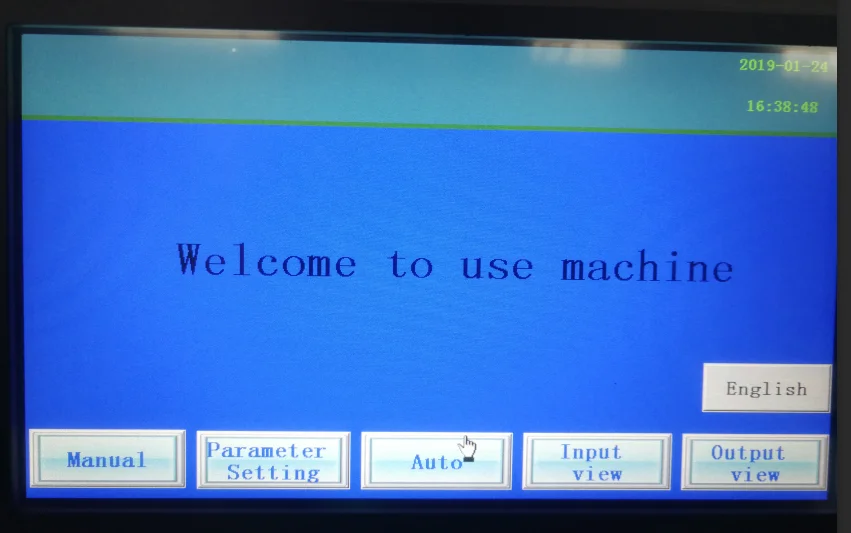 2019-01-24
16:38:48
Welcome to use machine
English
Manual
Parameter
Setting
Auto
Input
view
Output
view